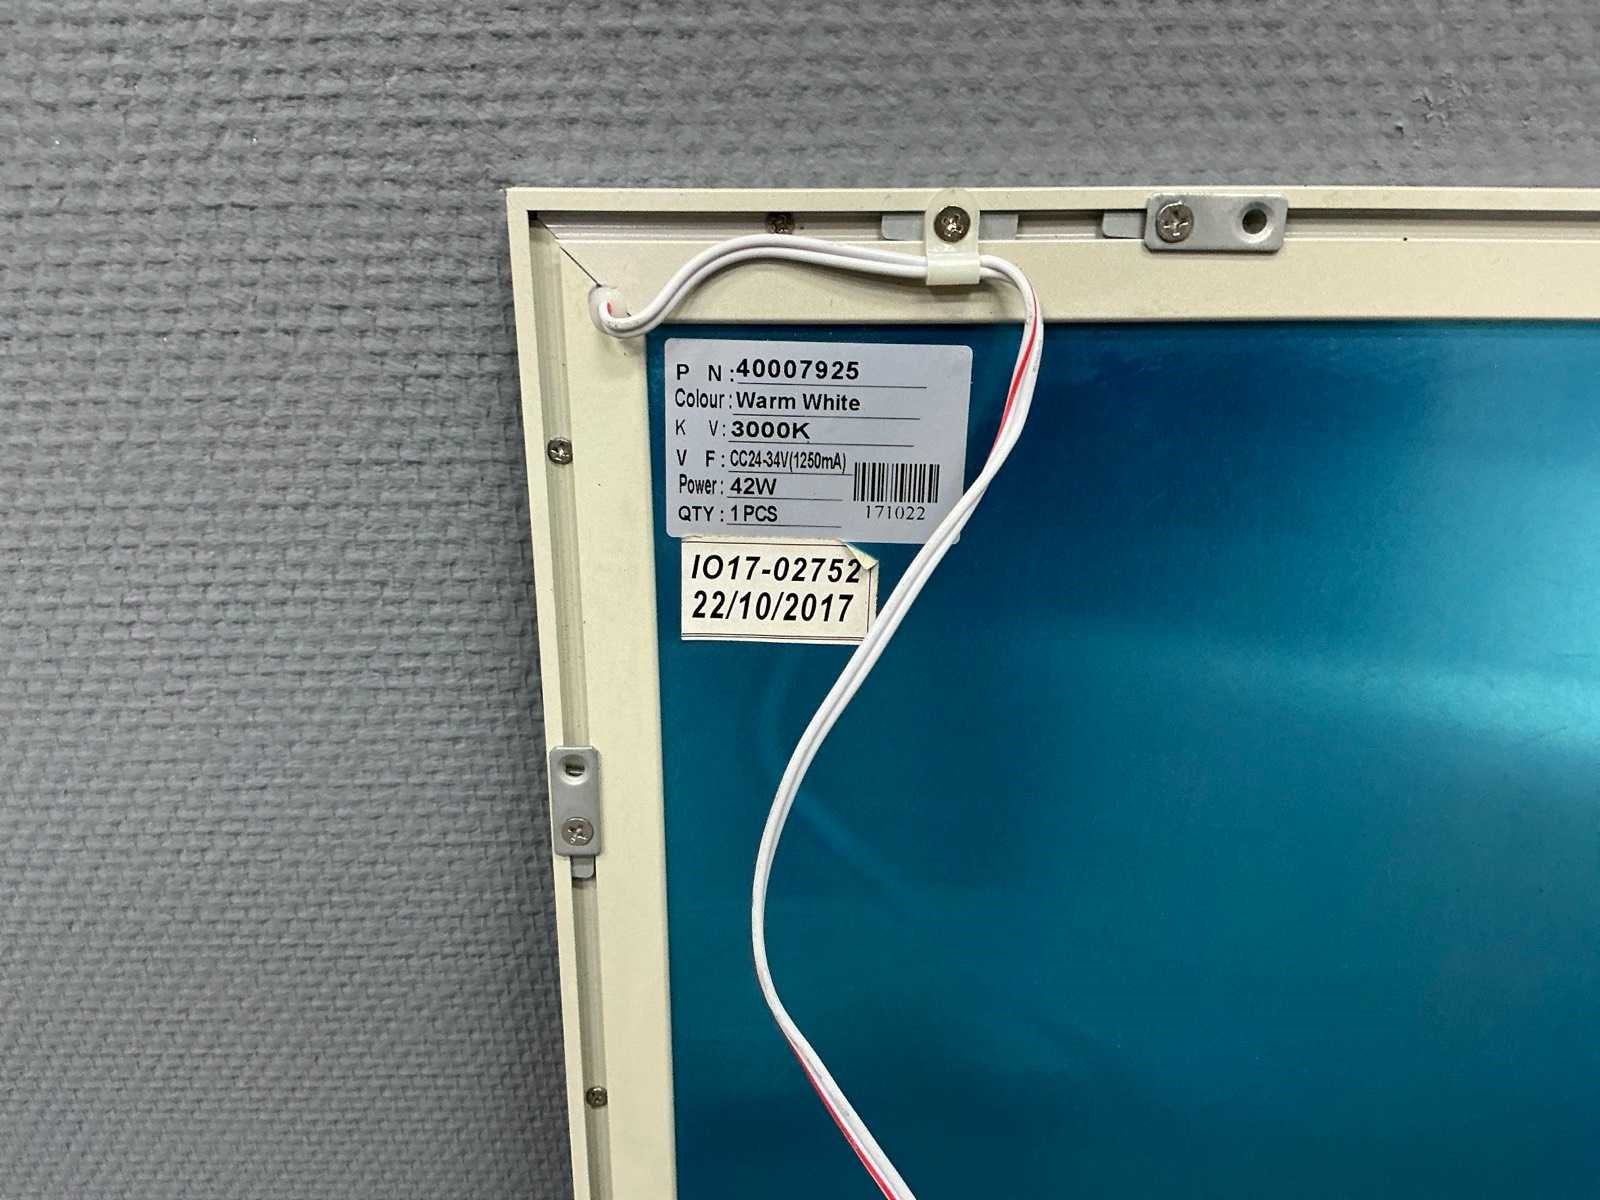 P N: 40007925
Colour: Warm White
K V: 3000K
V F: CC24-34V(1250mA)
Power: 42W
QTY: 1PCS
171022
IO17-02752
22/10/2017